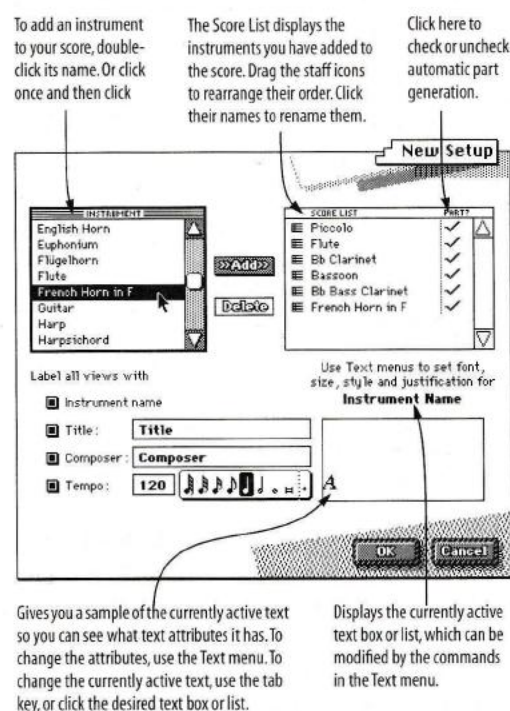 To add an instrument
to your score, double-
click its name. Or click
once and then click
The Score List displays the
instruments you have added to
the score. Drag the staff icons
to rearrange their order. Click
their names to rename them.
Click here to
check or uncheck
automatic part
generation.
New Setup
INSTRUMENT
English Horn
Euphonium
Flügelhorn
Flute
French Horn in F
Guitar
Harp
Harpsichord
»Add»
Delete
SCORE LIST PART?
Piccolo
Flute
Bb Clarinet
Bassoon
Bb Bass Clarinet
French Horn in F
Label all views with
Instrument name
Title: Title
Composer: Composer
Tempo: 120
Use Text menus to set font,
size, style and justification for
Instrument Name
A
OK
Cancel
Gives you a sample of the currently active text
so you can see what text attributes it has. To
change the attributes, use the Text menu. To
change the currently active text, use the tab
key, or click the desired text box or list.
Displays the currently active
text box or list, which can be
modified by the commands
in the Text menu.